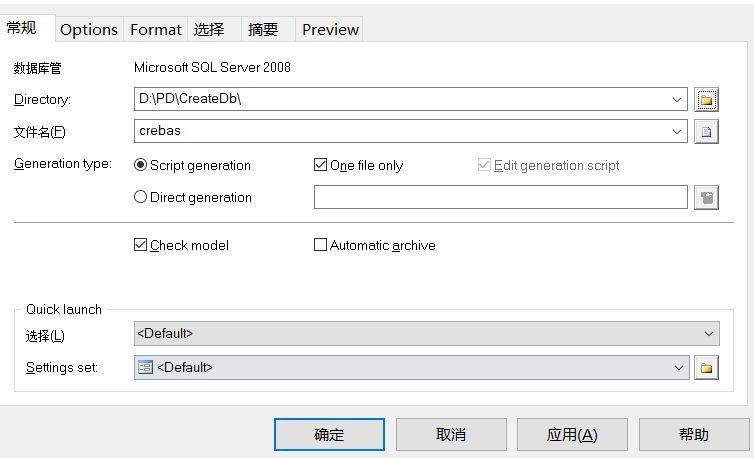 常规 Options Format 选择 摘要 Preview
数据库管 Microsoft SQL Server 2008
Directory: D:\PD\CreateDb\
文件名(F) crebas
Generation type: Script generation One file only Edit generation script
Direct generation
Check model Automatic archive
Quick launch
选择(L) <Default>
Settings set: <Default>
确定 取消 应用(A) 帮助